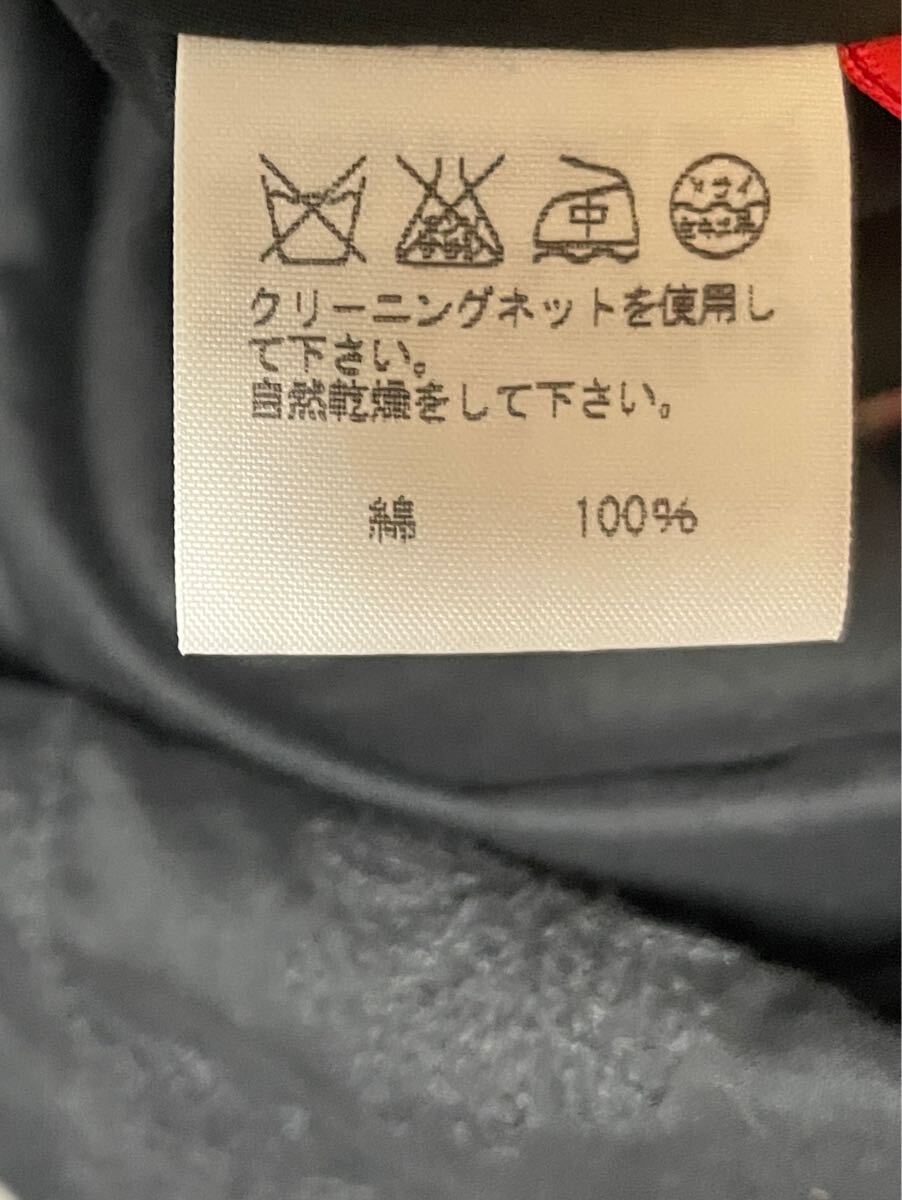 中
クリーニングネットを使用し
て下さい。
自然乾燥をして下さい。
綿 100%